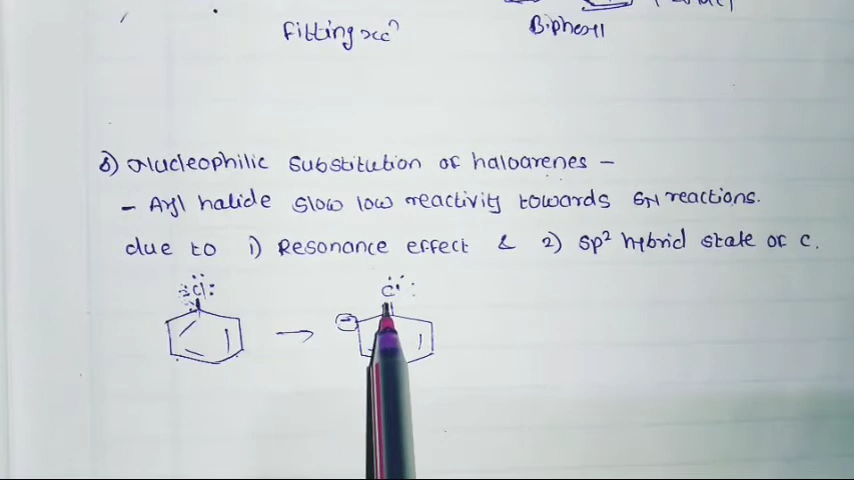 Fitting
Biphenyl
8) Nucleophilic substitution of haloarenes –
– Aryl halide slow low reactivity towards SN reactions.
due to 1) Resonance effect & 2) sp² hybrid state of C.
Cl
Cl